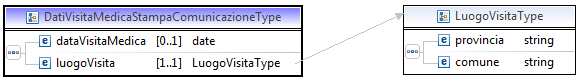 DatiVisitaMedicaStampaComunicazioneType
e dataVisitaMedica [0..1] date
e luogoVisita [1..1] LuogoVisitaType
LuogoVisitaType
e provincia string
e comune string